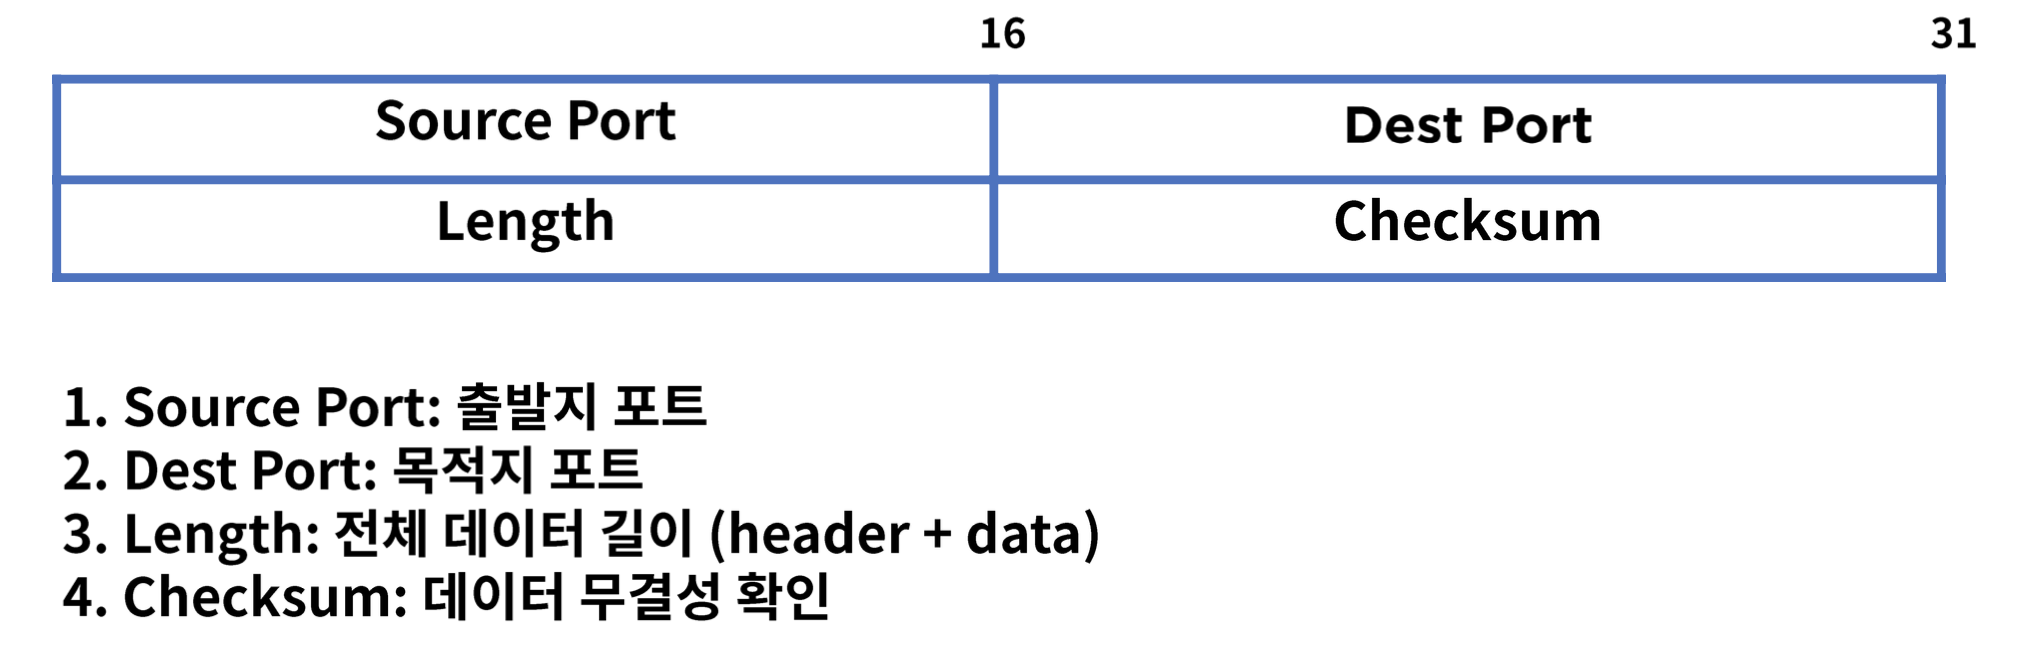 16 31
Source Port Dest Port
Length Checksum
1. Source Port: 출발지 포트
2. Dest Port: 목적지 포트
3. Length: 전체 데이터 길이 (header + data)
4. Checksum: 데이터 무결성 확인